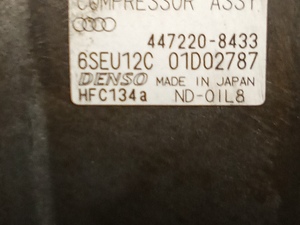 COMPRESSOR ASSY
447220-8433
6SEU12C 01D02787
DENSO MADE IN JAPAN
HFC134a ND-OIL8